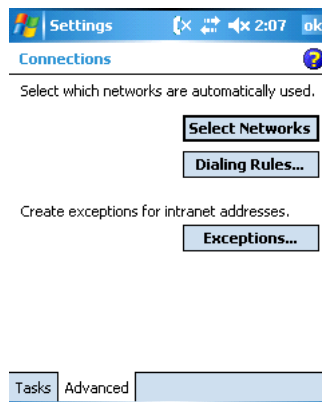 Settings 2:07 ok
Connections ?
Select which networks are automatically used.
Select Networks
Dialing Rules...
Create exceptions for intranet addresses.
Exceptions...
Tasks Advanced